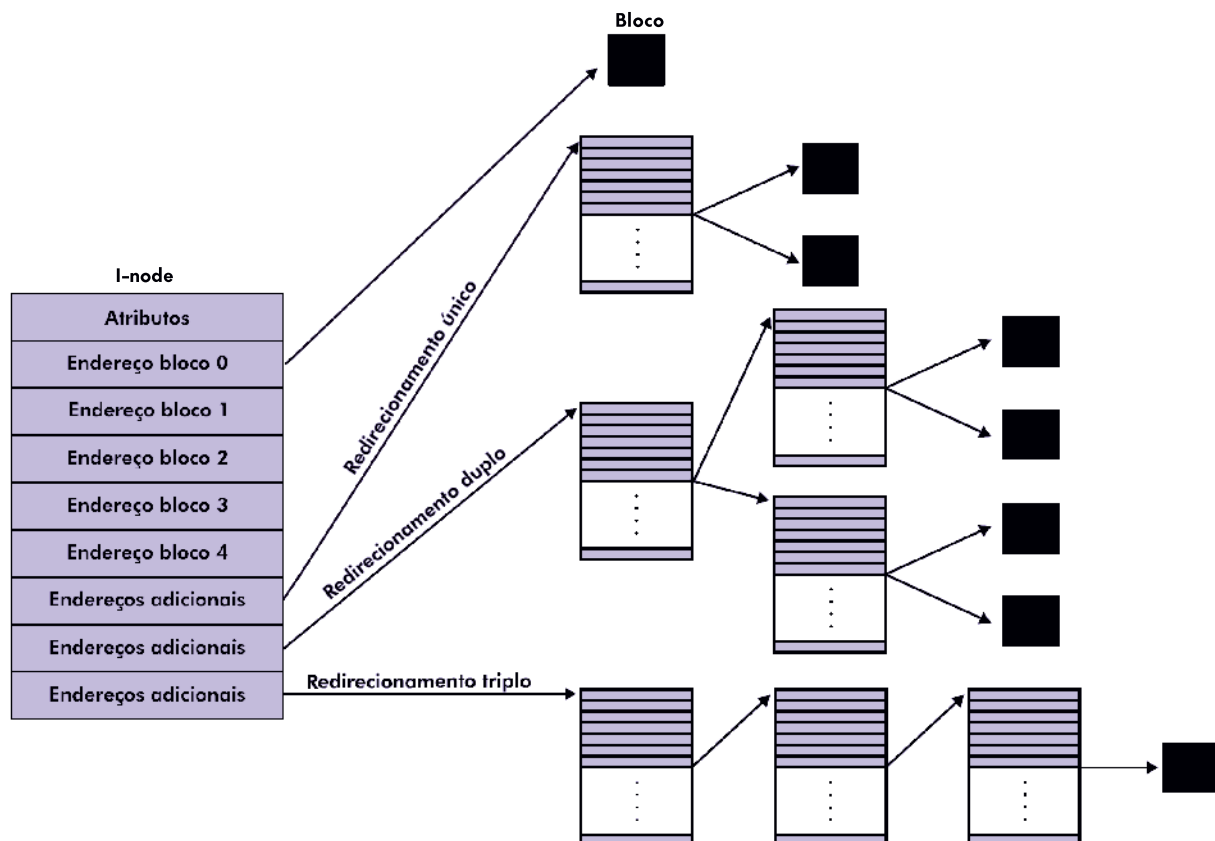 Bloco
I-node
Atributos
Endereço bloco 0
Endereço bloco 1
Endereço bloco 2
Endereço bloco 3
Endereço bloco 4
Endereços adicionais
Endereços adicionais
Endereços adicionais
Redirecionamento único
Redirecionamento duplo
Redirecionamento triplo